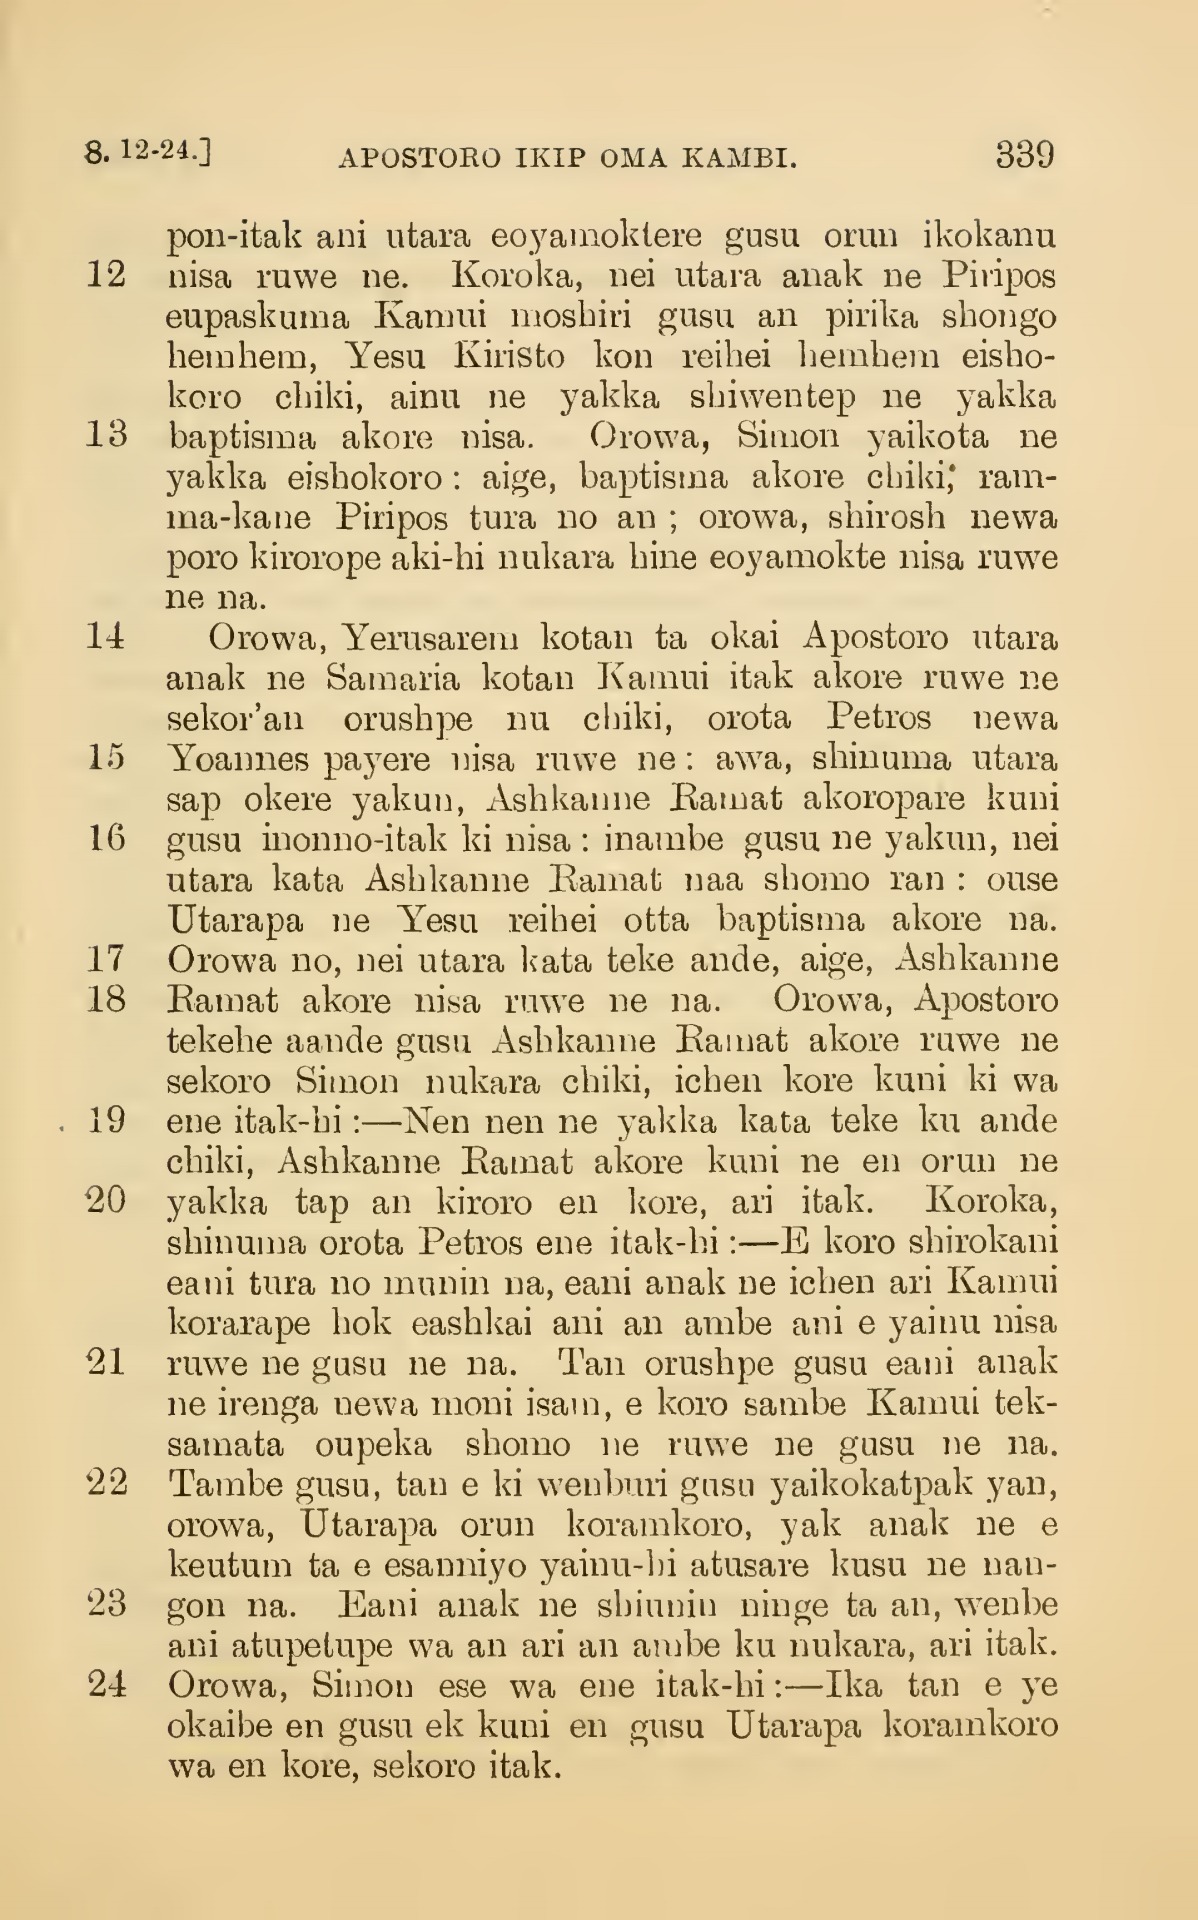 8. 12-24.] APOSTORO IKIP OMA KAMBI. 339
pon-itak ani utara eoyamoktere gusu orun ikokanu
12 nisa ruwe ne. Koroka, nei utara anak ne Piripos
eupaskuma Kamui moshiri gusu an pirika shongo
hemhem, Yesu Kiristo kon reihei hemhem eisho-
koro chiki, ainu ne yakka shiwentep ne yakka
13 baptisma akore nisa. Orowa, Simon yaikota ne
yakka eishokoro : aige, baptisma akore chiki, ram-
ma-kane Piripos tura no an ; orowa, shirosh newa
poro kirorope aki-hi nukara hine eoyamokte nisa ruwe
ne na.
14 Orowa, Yerusarem kotan ta okai Apostoro utara
anak ne Samaria kotan Kamui itak akore ruwe ne
sekor'an orushpe nu chiki, orota Petros newa
15 Yoannes payere nisa ruwe ne : awa, shinuma utara
sap okere yakun, Ashkanne Ramat akoropare kuni
16 gusu inonno-itak ki nisa : inambe gusu ne yakun, nei
utara kata Ashkanne Ramat naa shomo ran : ouse
Utarapa ne Yesu reihei otta baptisma akore na.
17 Orowa no, nei utara kata teke ande, aige, Ashkanne
18 Ramat akore nisa ruwe ne na. Orowa, Apostoro
tekehe aande gusu Ashkanne Ramat akore ruwe ne
sekoro Simon nukara chiki, ichen kore kuni ki wa
19 ene itak-hi :—Nen nen ne yakka kata teke ku ande
chiki, Ashkanne Ramat akore kuni ne en orun ne
20 yakka tap an kiroro en kore, ari itak. Koroka,
shinuma orota Petros ene itak-hi :—E koro shirokani
eani tura no munin na, eani anak ne ichen ari Kamui
korarape hok eashkai ani an ambe ani e yainu nisa
21 ruwe ne gusu ne na. Tan orushpe gusu eani anak
ne irenga newa moni isam, e koro sambe Kamui tek-
samata oupeka shomo ne ruwe ne gusu ne na.
22 Tambe gusu, tan e ki wenburi gusu yaikokatpak yan,
orowa, Utarapa orun koramkoro, yak anak ne e
keutum ta e esanniyo yainu-hi atusare kusu ne nan-
23 gon na. Eani anak ne shiunin ninge ta an, wenbe
ani atupetupe wa an ari an ambe ku nukara, ari itak.
24 Orowa, Simon ese wa ene itak-hi :—Ika tan e ye
okaibe en gusu ek kuni en gusu Utarapa koramkoro
wa en kore, sekoro itak.